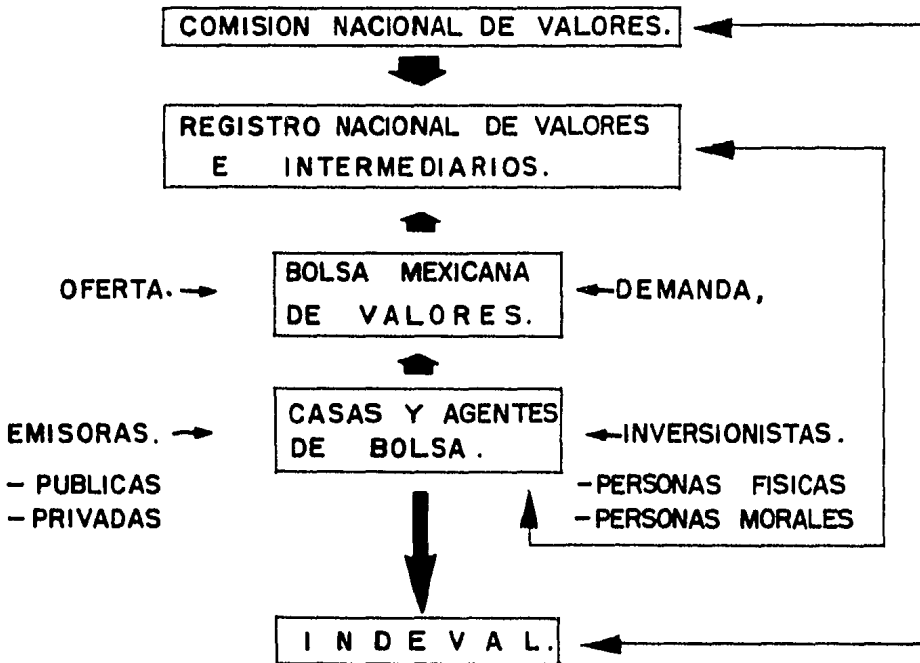 COMISION NACIONAL DE VALORES.
REGISTRO NACIONAL DE VALORES
E INTERMEDIARIOS.
OFERTA.
BOLSA MEXICANA
DE VALORES.
DEMANDA,
EMISORAS.
- PUBLICAS
- PRIVADAS
CASAS Y AGENTES
DE BOLSA.
INVERSIONISTAS.
- PERSONAS FISICAS
- PERSONAS MORALES
INDEVAL.